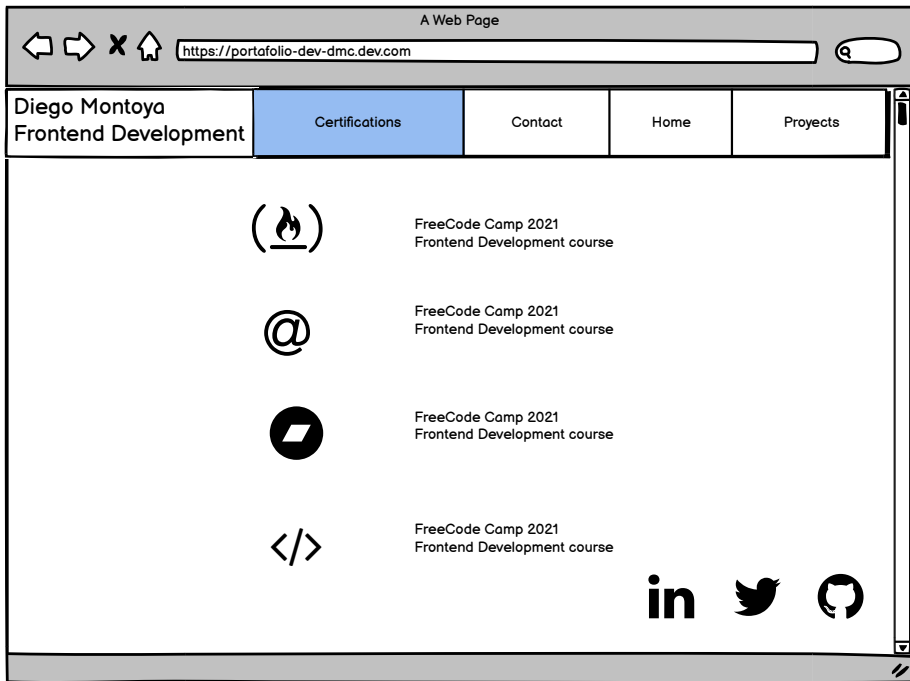 A Web Page
https://portafolio-dev-dmc.dev.com
Diego Montoya
Frontend Development
Certifications
Contact
Home
Proyects
FreeCode Camp 2021
Frontend Development course
@
FreeCode Camp 2021
Frontend Development course
FreeCode Camp 2021
Frontend Development course
</>
FreeCode Camp 2021
Frontend Development course
in